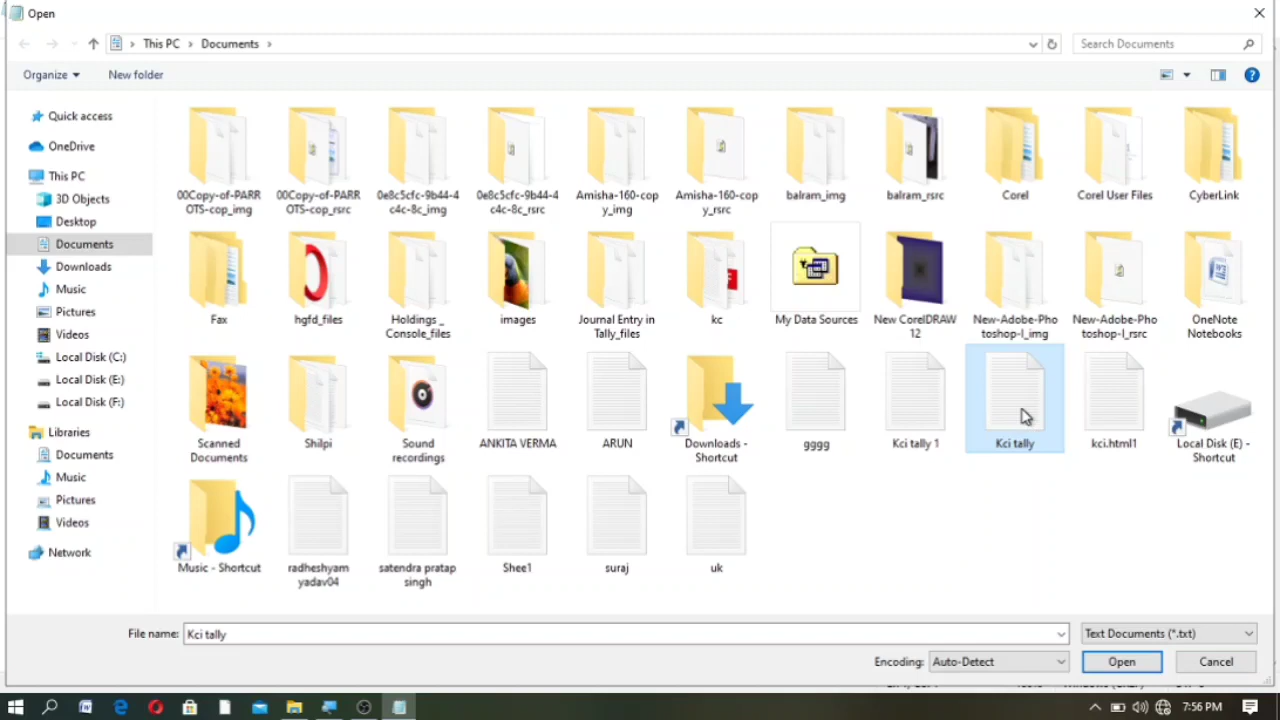 Open
This PC
Documents
Search Documents
Organize
New folder
Quick access
OneDrive
This PC
3D Objects
Desktop
Documents
Downloads
Music
Pictures
Videos
Local Disk (C:)
Local Disk (E:)
Local Disk (F:)
Libraries
Documents
Music
Pictures
Videos
Network
00Copy-of-PARR
OTS-cop_img
00Copy-of-PARR
OTS-cop_rsrc
0e8c5cfc-9b44-4
c4c-8c_img
0e8c5cfc-9b44-4
c4c-8c_rsrc
Amisha-160-cop
y_img
Amisha-160-cop
y_rsrc
balram_img
balram_rsrc
Corel
Corel User Files
CyberLink
Fax
hgfd_files
Holdings _
Console_files
images
Journal Entry in
Tally_files
kc
My Data Sources
New CorelDRAW
12
New-Adobe-Pho
toshop-I_img
New-Adobe-Pho
toshop-I_rsrc
OneNote
Notebooks
Scanned
Documents
Shilpi
Sound
recordings
ANKITA VERMA
ARUN
Downloads -
Shortcut
gggg
Kci tally 1
Kci tally
kci.html1
Local Disk (E) -
Shortcut
Music - Shortcut
radheshyam
yadav04
satendra pratap
singh
Shee1
suraj
uk
File name:
Kci tally
Text Documents (*.txt)
Encoding:
Auto-Detect
Open
Cancel
7:56 PM